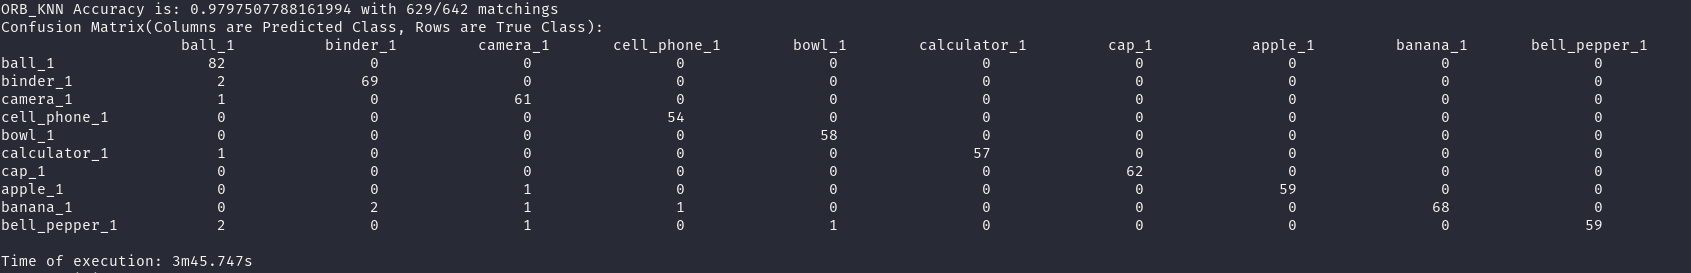 ORB_KNN Accuracy is: 0.9797507788161994 with 629/642 matchings
Confusion Matrix(Columns are Predicted Class, Rows are True Class):
ball_1 binder_1 camera_1 cell_phone_1 bowl_1 calculator_1 cap_1 apple_1 banana_1 bell_pepper_1
ball_1 82 0 0 0 0 0 0 0 0 0
binder_1 2 69 0 0 0 0 0 0 0 0
camera_1 1 0 61 0 0 0 0 0 0 0
cell_phone_1 0 0 0 54 0 0 0 0 0 0
bowl_1 0 0 0 0 58 0 0 0 0 0
calculator_1 1 0 0 0 0 57 0 0 0 0
cap_1 0 0 0 0 0 0 62 0 0 0
apple_1 0 0 1 0 0 0 0 59 0 0
banana_1 0 2 1 1 0 0 0 0 68 0
bell_pepper_1 2 0 1 0 1 0 0 0 0 59
Time of execution: 3m45.747s